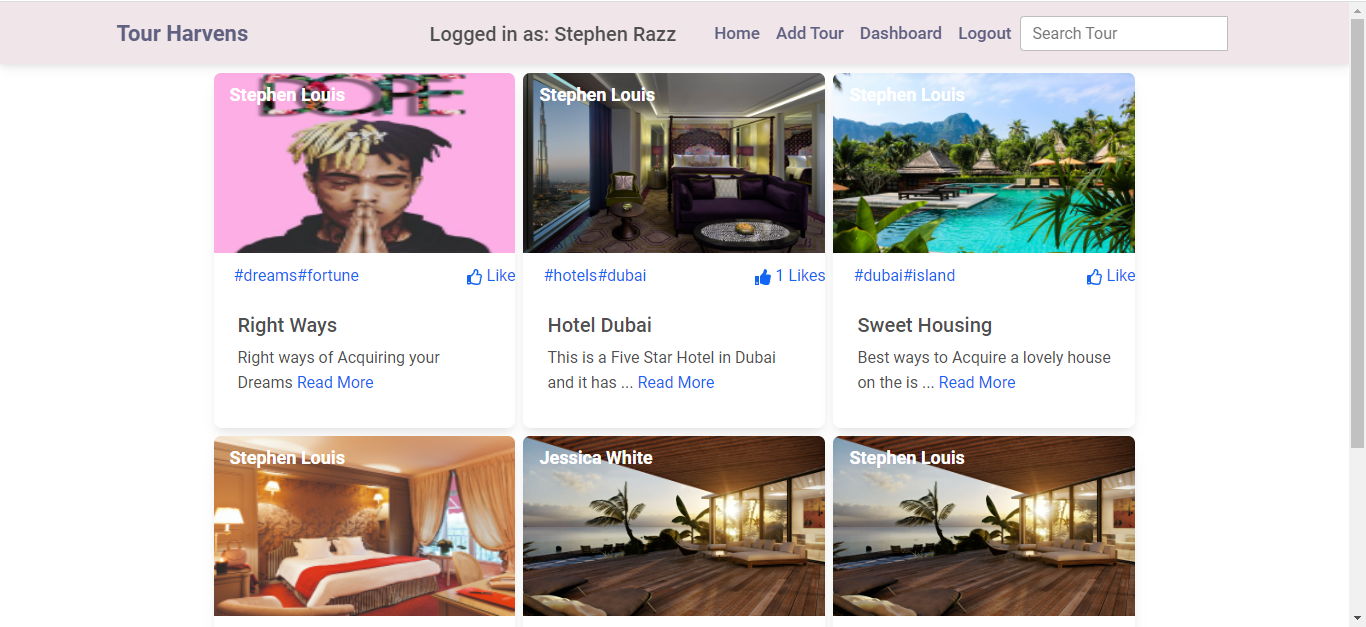 Tour Harvens
Logged in as: Stephen Razz
Home
Add Tour
Dashboard
Logout
Search Tour
DOPE
Stephen Louis
Stephen Louis
Stephen Louis
#dreams#fortune
Like
#hotels#dubai
1 Likes
#dubai#island
Like
Right Ways
Right ways of Acquiring your
Dreams Read More
Hotel Dubai
This is a Five Star Hotel in Dubai
and it has ... Read More
Sweet Housing
Best ways to Acquire a lovely house
on the is ... Read More
Stephen Louis
Jessica White
Stephen Louis